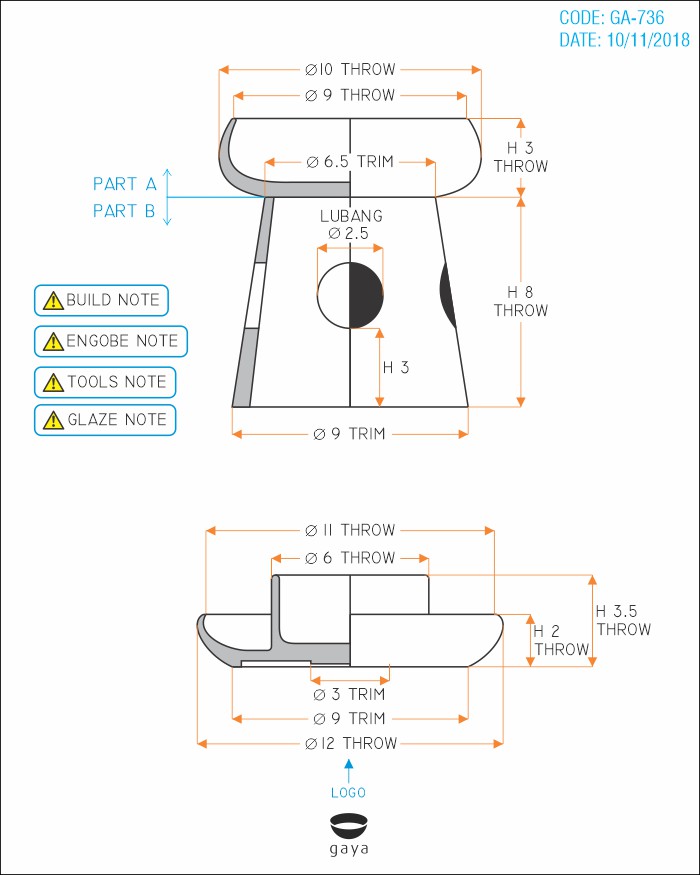 CODE: GA-736
DATE: 10/11/2018
Ø10 THROW
Ø 9 THROW
H 3
THROW
Ø 6.5 TRIM
PART A
PART B
LUBANG
Ø 2.5
H 8
THROW
BUILD NOTE
ENGOBE NOTE
TOOLS NOTE
GLAZE NOTE
H 3
Ø 9 TRIM
Ø 11 THROW
Ø 6 THROW
H 3.5
THROW
H 2
THROW
Ø 3 TRIM
Ø 9 TRIM
Ø12 THROW
LOGO
gaya